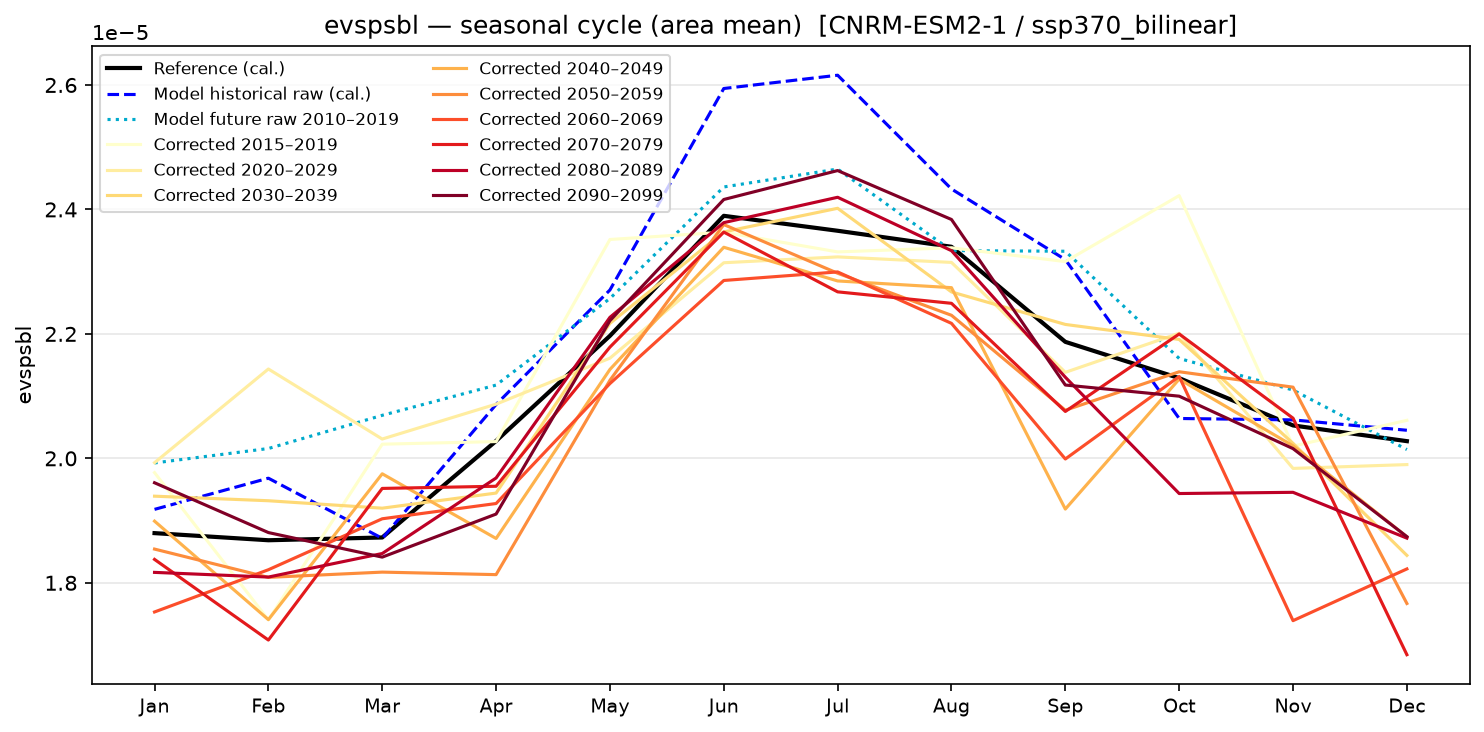 evspsbl — seasonal cycle (area mean)  [CNRM-ESM2-1 / ssp370_bilinear]
1e−5
Reference (cal.)
Model historical raw (cal.)
Model future raw 2010–2019
Corrected 2015–2019
Corrected 2020–2029
Corrected 2030–2039
Corrected 2040–2049
Corrected 2050–2059
Corrected 2060–2069
Corrected 2070–2079
Corrected 2080–2089
Corrected 2090–2099
2.6
2.4
2.2
2.0
1.8
evspsbl
Jan Feb Mar Apr May Jun Jul Aug Sep Oct Nov Dec